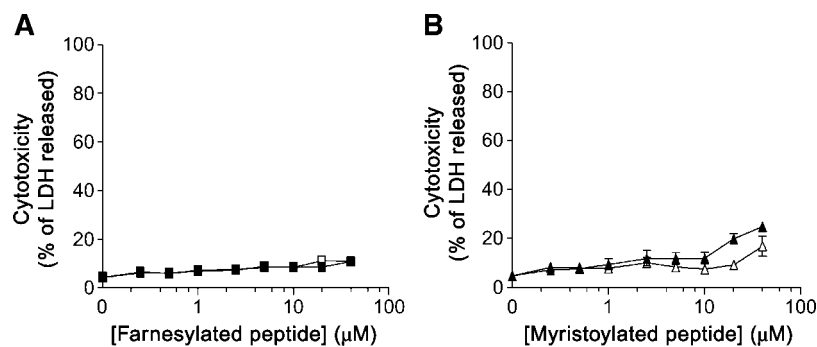 A
B
Cytotoxicity
(% of LDH released)
100
80
60
40
20
0
0
1
10
100
[Farnesylated peptide] (μM)
Cytotoxicity
(% of LDH released)
100
80
60
40
20
0
0
1
10
100
[Myristoylated peptide] (μM)